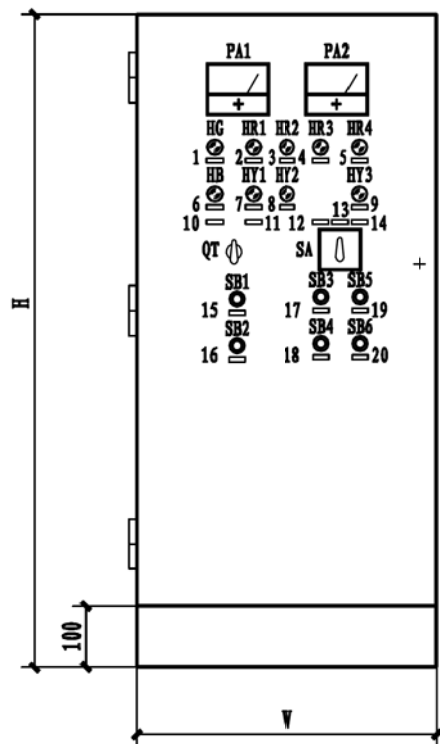 PA1 PA2
HG HR1 HR2 HR3 HR4
1 2 3 4 5
HB HY1 HY2 HY3
6 7 8 9
10 11 12 13 14
QT SA
SB1 SB3 SB5
15 17 19
SB2 SB4 SB6
16 18 20
H
100
W